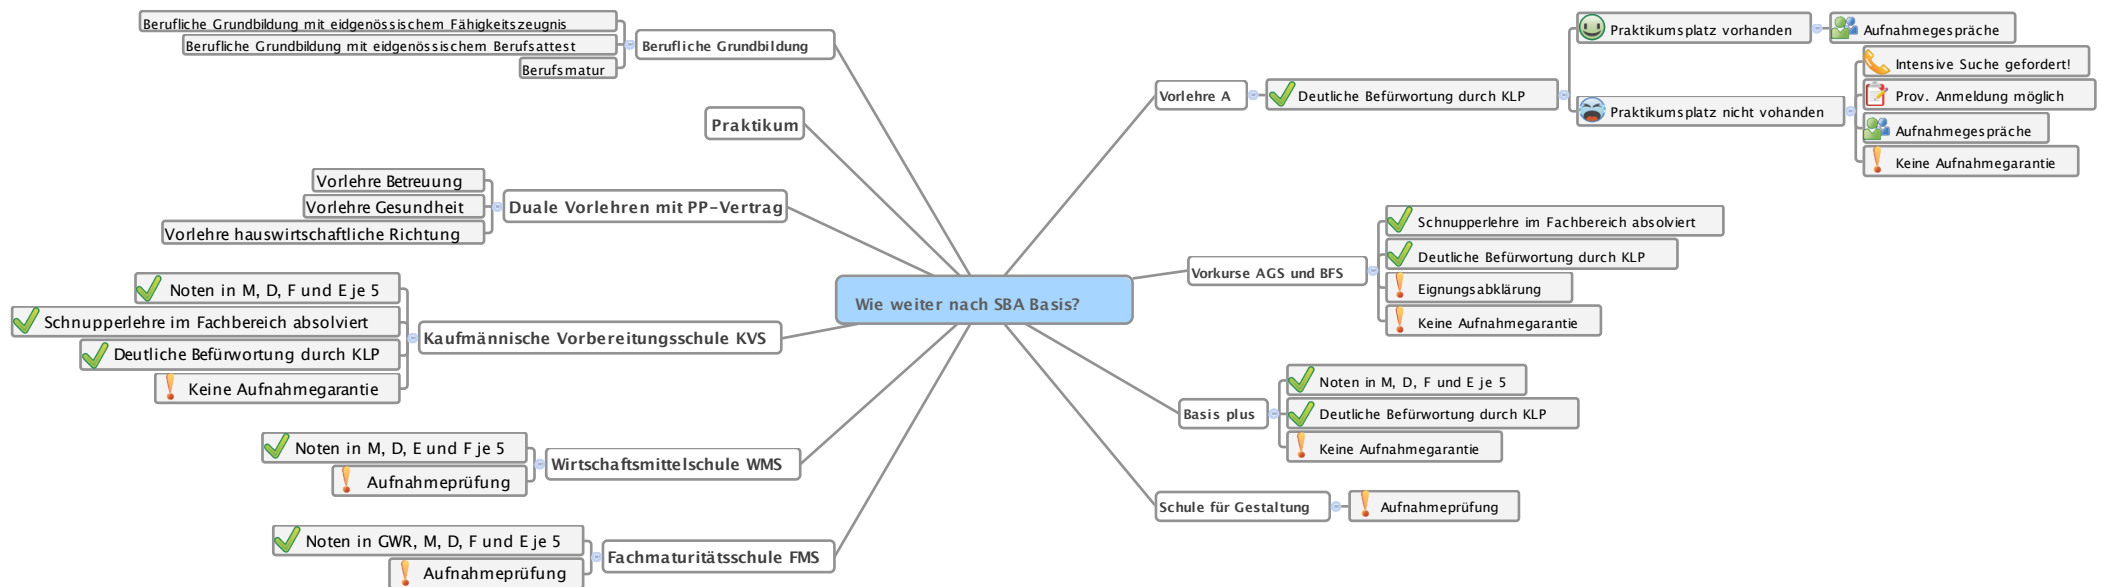 Wie weiter nach SBA Basis?
Berufliche Grundbildung
Berufliche Grundbildung mit eidgenössischem Fähigkeitszeugnis
Berufliche Grundbildung mit eidgenössischem Berufsattest
Berufsmatur
Praktikum
Duale Vorlehren mit PP-Vertrag
Vorlehre Betreuung
Vorlehre Gesundheit
Vorlehre hauswirtschaftliche Richtung
Kaufmännische Vorbereitungsschule KVS
Noten in M, D, F und E je 5
Schnupperlehre im Fachbereich absolviert
Deutliche Befürwortung durch KLP
Keine Aufnahmegarantie
Wirtschaftsmittelschule WMS
Noten in M, D, E und F je 5
Aufnahmeprüfung
Fachmaturitätsschule FMS
Noten in GWR, M, D, F und E je 5
Aufnahmeprüfung
Vorlehre A
Deutliche Befürwortung durch KLP
Praktikumsplatz vorhanden
Aufnahmegespräche
Praktikumsplatz nicht vohanden
Intensive Suche gefordert!
Prov. Anmeldung möglich
Aufnahmegespräche
Keine Aufnahmegarantie
Vorkurse AGS und BFS
Schnupperlehre im Fachbereich absolviert
Deutliche Befürwortung durch KLP
Eignungsabklärung
Keine Aufnahmegarantie
Basis plus
Noten in M, D, F und E je 5
Deutliche Befürwortung durch KLP
Keine Aufnahmegarantie
Schule für Gestaltung
Aufnahmeprüfung